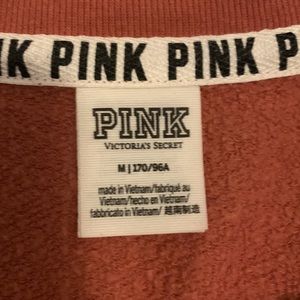 IK PINK PINK PINK
PINK
VICTORIA'S SECRET
M | 170/96A
made in Vietnam/fabriqué au
Vietnam/hecho en Vietnam/
fabbricato in Vietnam/ 越南制造